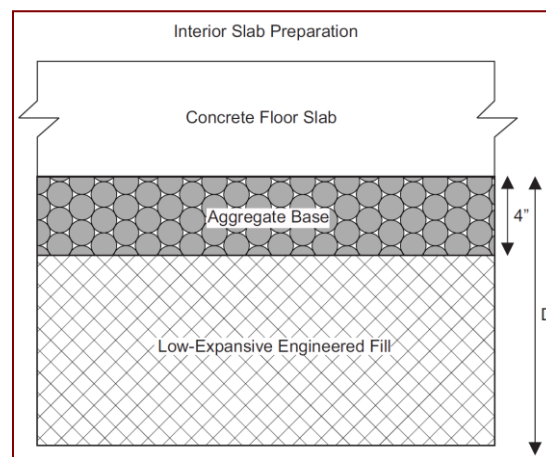 Interior Slab Preparation
Concrete Floor Slab
Aggregate Base
4”
D
Low-Expansive Engineered Fill